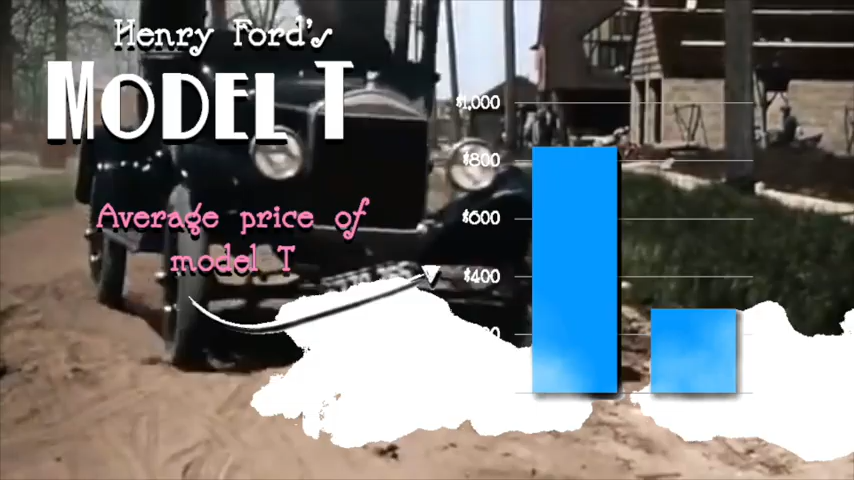 Henry Ford's
MODEL T
Average price of
model T
$1,000
$800
$600
$400